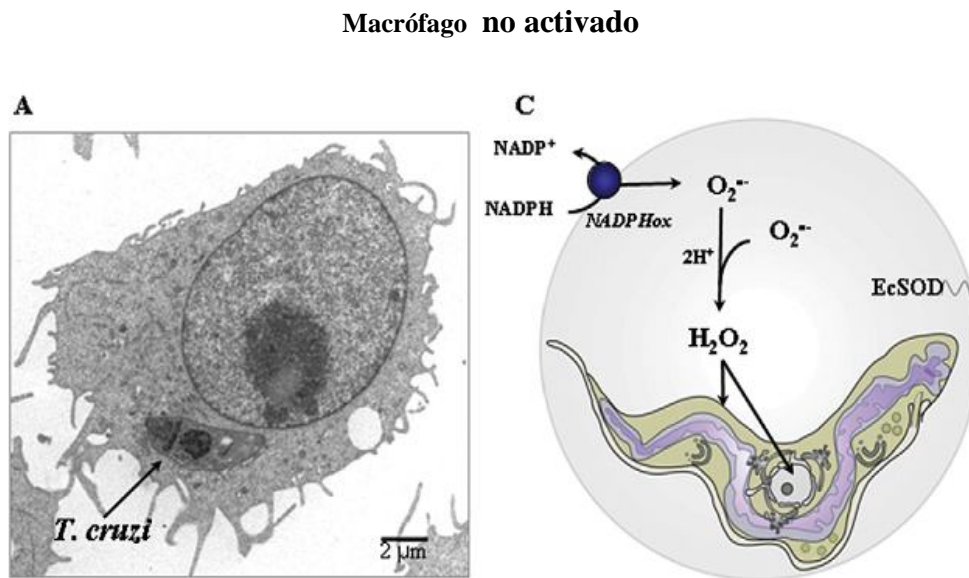 Macrófago no activado
A
C
NADP⁺
NADPH
NADPHox
O₂•-
2H⁺
O₂•-
EcSOD
H₂O₂
T. cruzi
2 µm